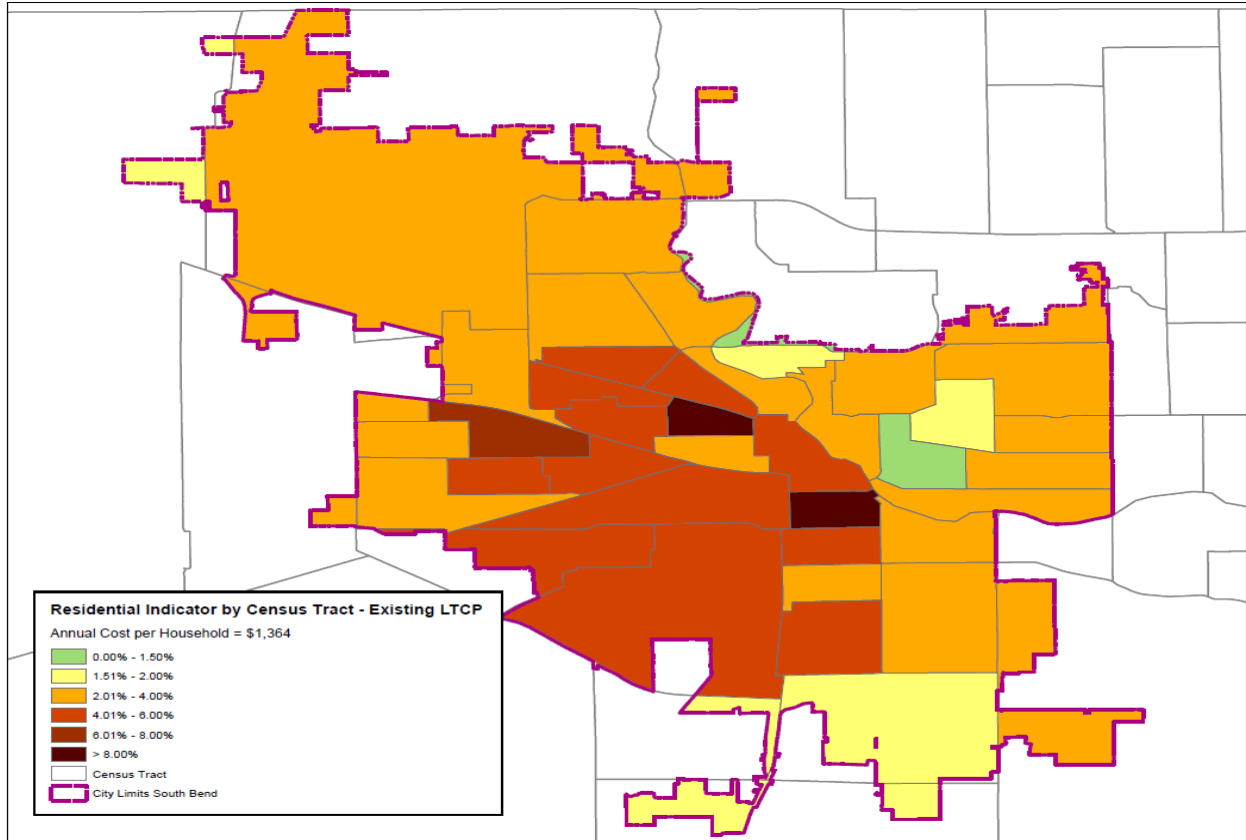 Residential Indicator by Census Tract - Existing LTCP
Annual Cost per Household = $1,364
0.00% - 1.50%
1.51% - 2.00%
2.01% - 4.00%
4.01% - 6.00%
6.01% - 8.00%
> 8.00%
Census Tract
City Limits South Bend